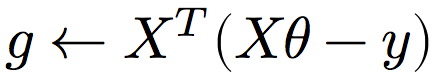 g ← X^T(Xθ − y)